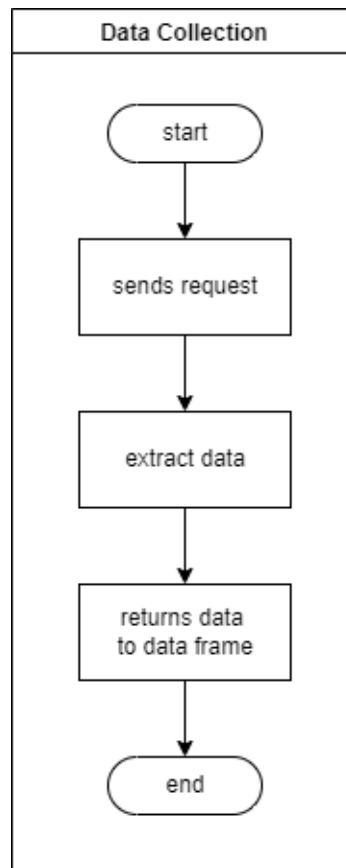 Data Collection
start
sends request
extract data
returns data
to data frame
end